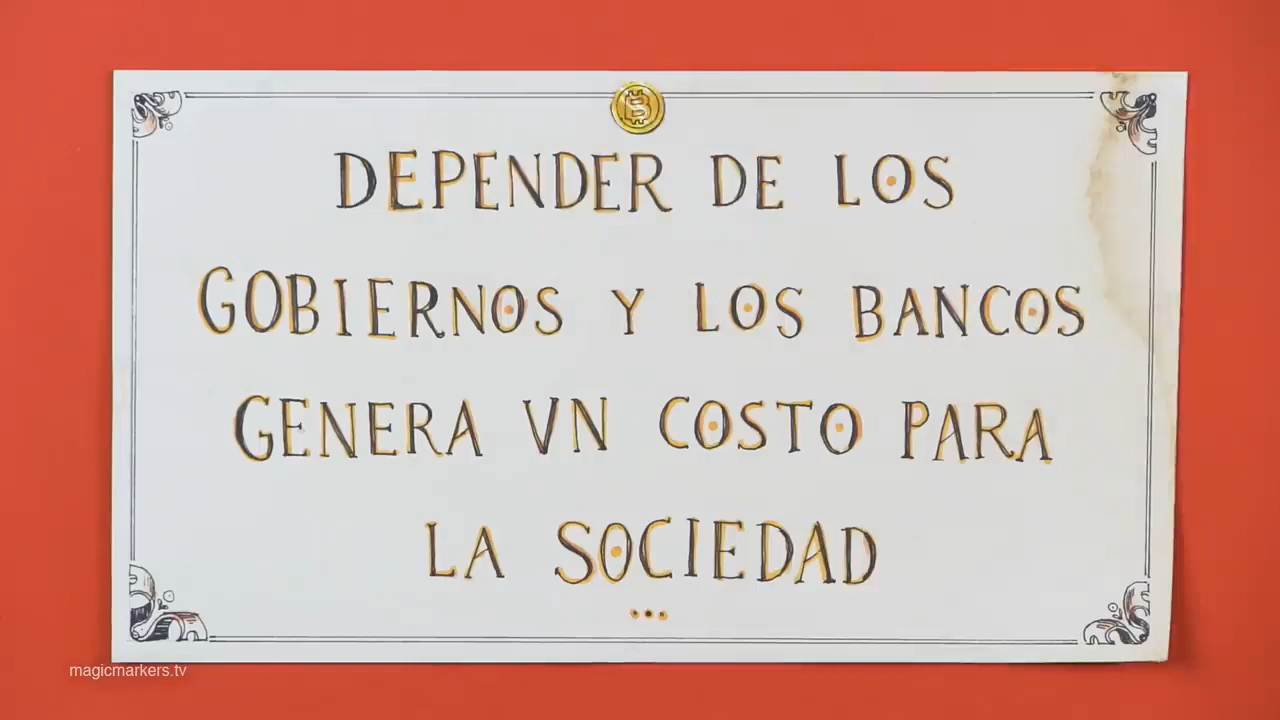 DEPENDER DE LOS
GOBIERNOS Y LOS BANCOS
GENERA VN COSTO PARA
LA SOCIEDAD
...
magicmarkers.tv